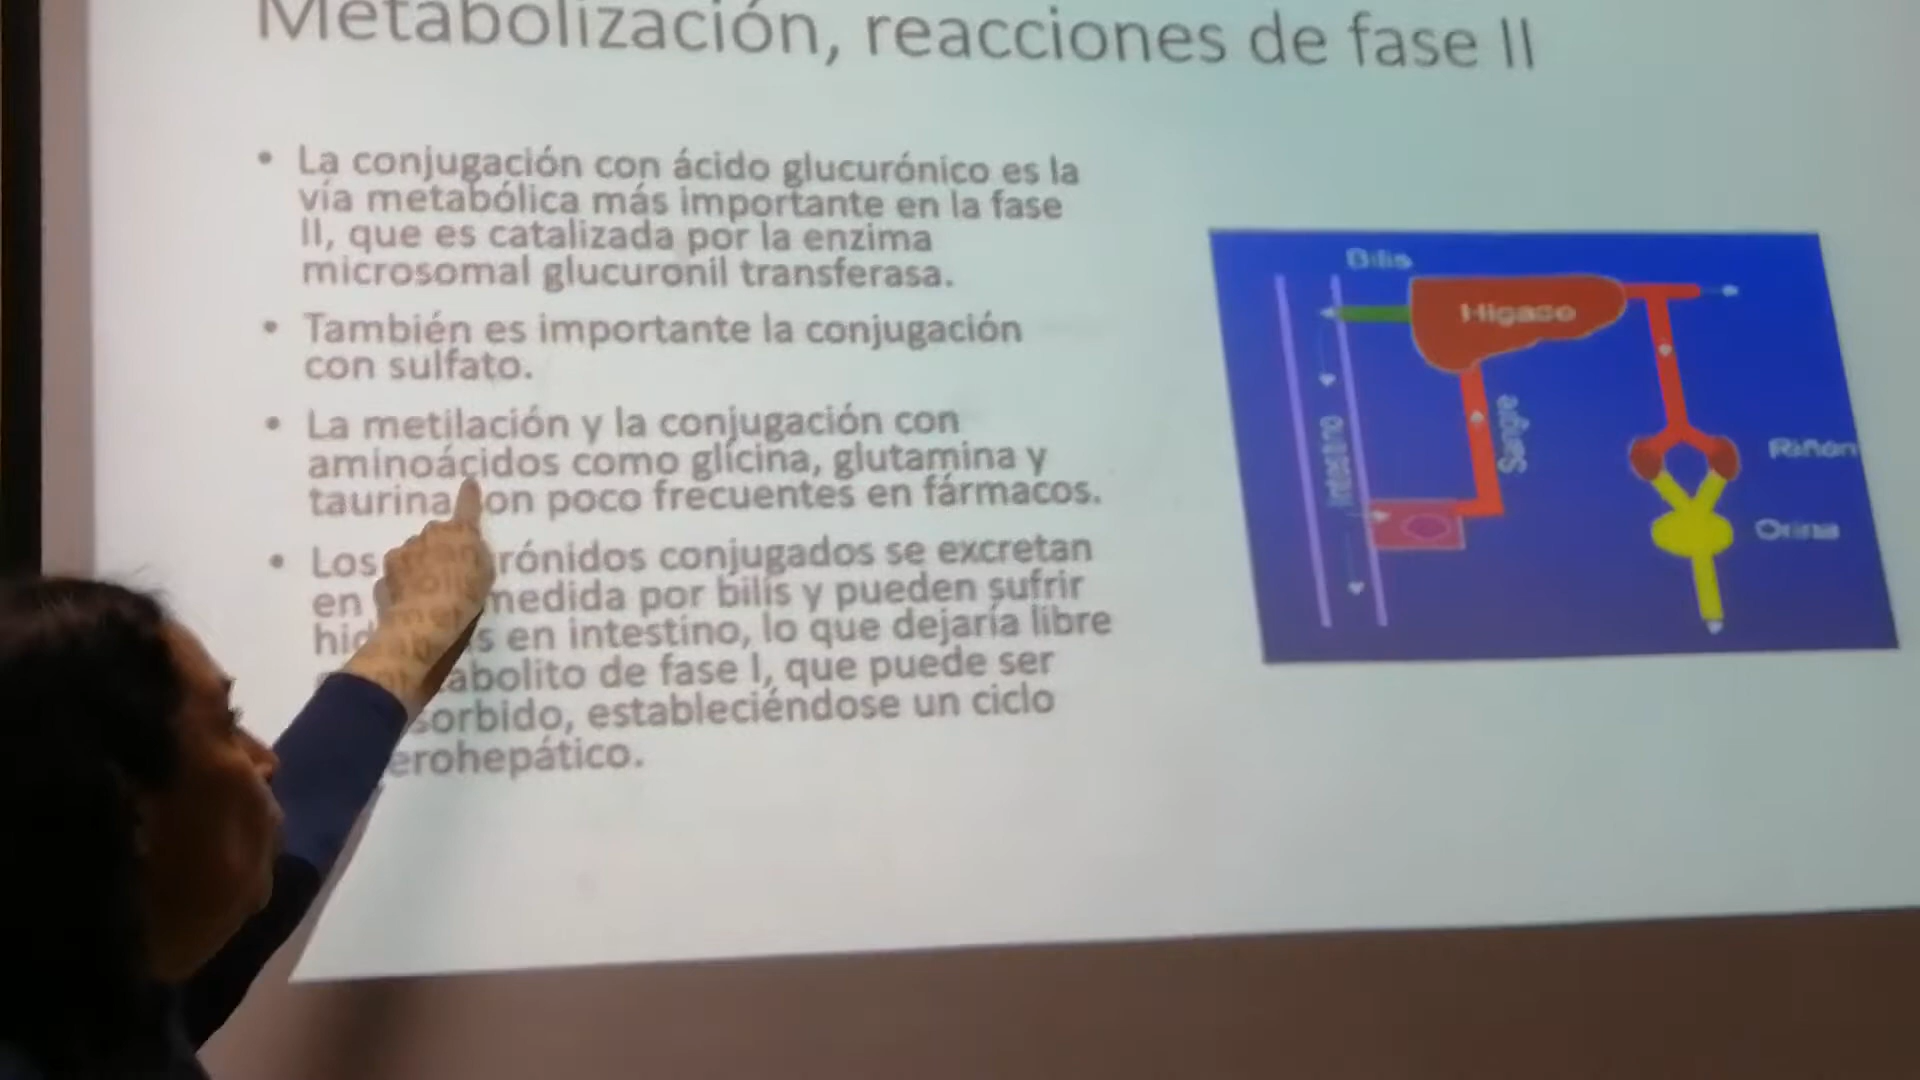 Metabolización, reacciones de fase II
• La conjugación con ácido glucurónico es la
vía metabólica más importante en la fase
II, que es catalizada por la enzima
microsomal glucuronil transferasa.
• También es importante la conjugación
con sulfato.
• La metilación y la conjugación con
aminoácidos como glicina, glutamina y
taurina on poco frecuentes en fármacos.
• Los rónidos conjugados se excretan
en medida por bilis y pueden sufrir
hid s en intestino, lo que dejaría libre
abolito de fase I, que puede ser
sorbido, estableciéndose un ciclo
erohepático.
Bilis
Higado
Intestino
Sangre
Riñón
Orina